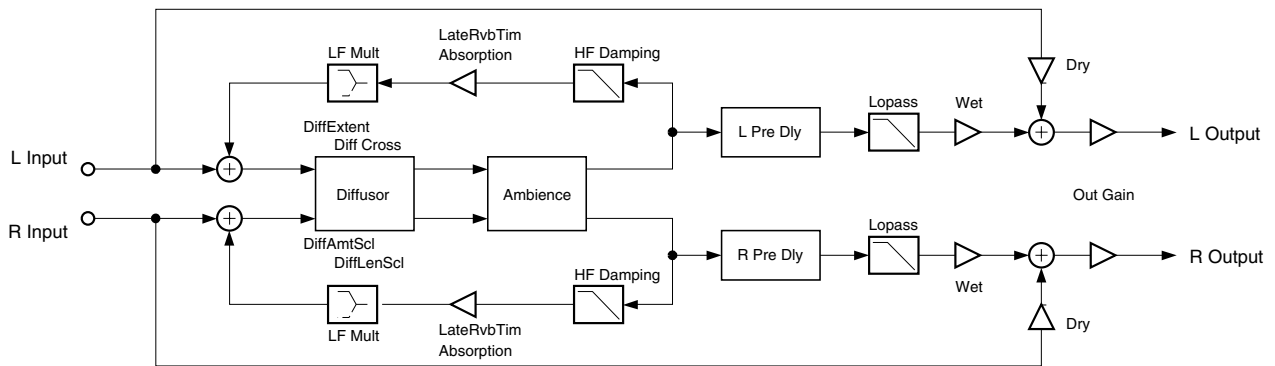 LateRvbTim
Absorption
LF Mult
HF Damping
Dry
Lopass
Wet
L Pre Dly
L Output
DiffExtent
Diff Cross
L Input
Diffusor
Ambience
Out Gain
R Input
DiffAmtScl
DiffLenScl
Lopass
R Pre Dly
R Output
HF Damping
Wet
LF Mult
LateRvbTim
Absorption
Dry